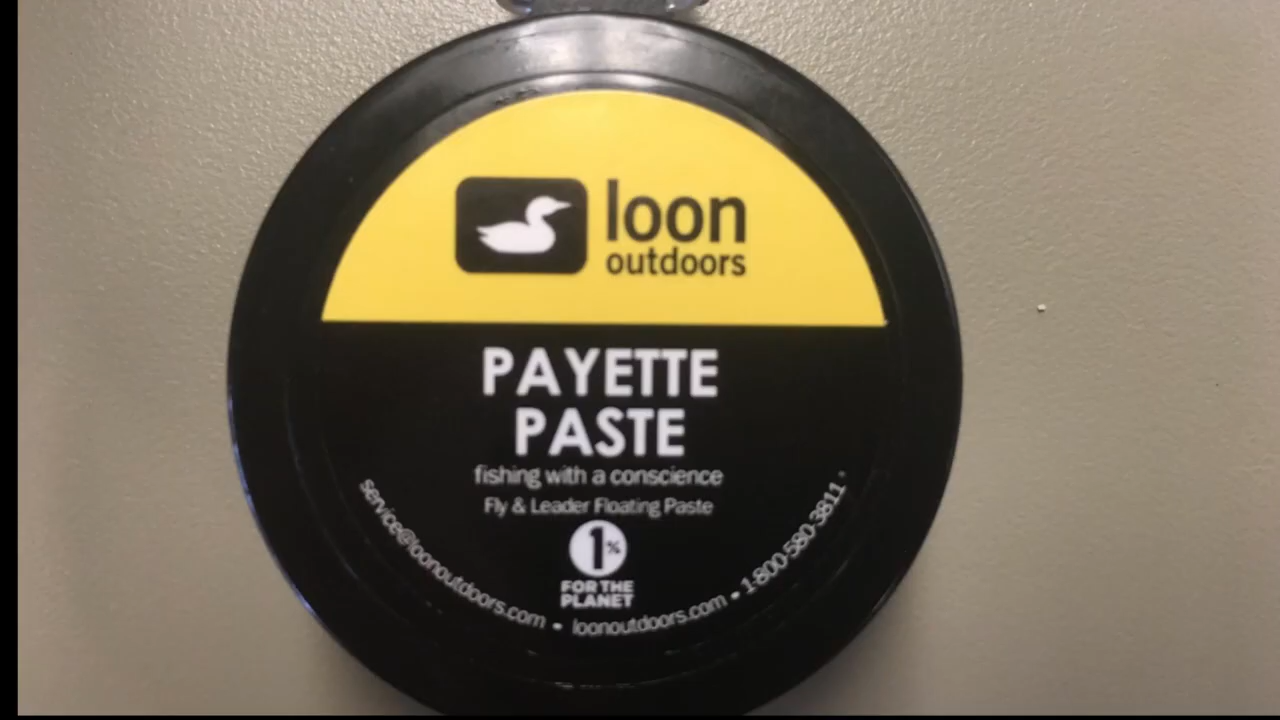 loon
outdoors
PAYETTE
PASTE
fishing with a conscience
Fly & Leader Floating Paste
1%
FOR THE
PLANET
service@loonoutdoors.com • loonoutdoors.com • 1-800-580-3811